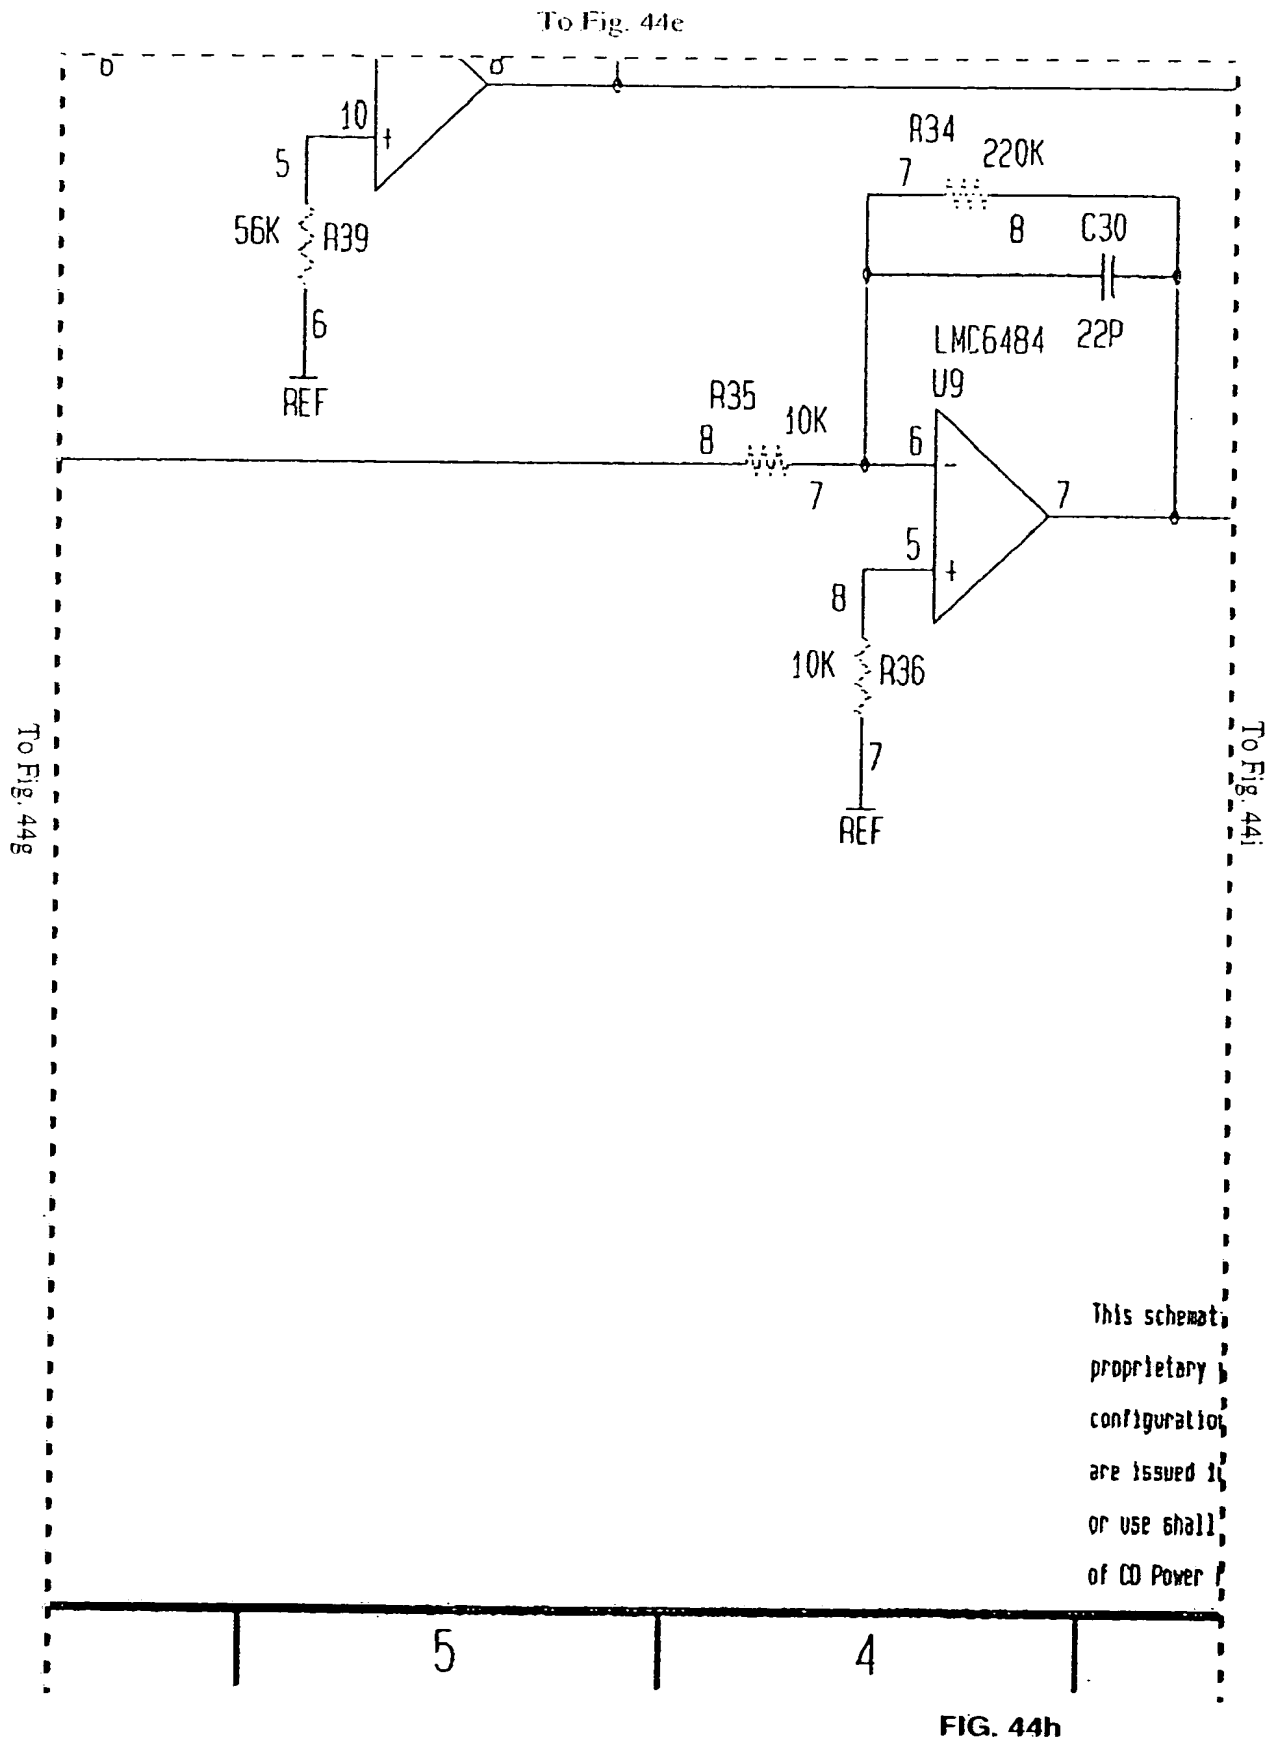 To Fig. 44e
10
+
5
56K
R39
6
REF
R34
220K
7
8
C30
22P
LMC6484
U9
R35
10K
8
7
6
-
7
5
+
8
10K
R36
7
REF
To Fig. 44g
To Fig. 44i
This schemat
proprietary
configuratio
are issued i
or use shall
of CD Power
5
4
FIG. 44h